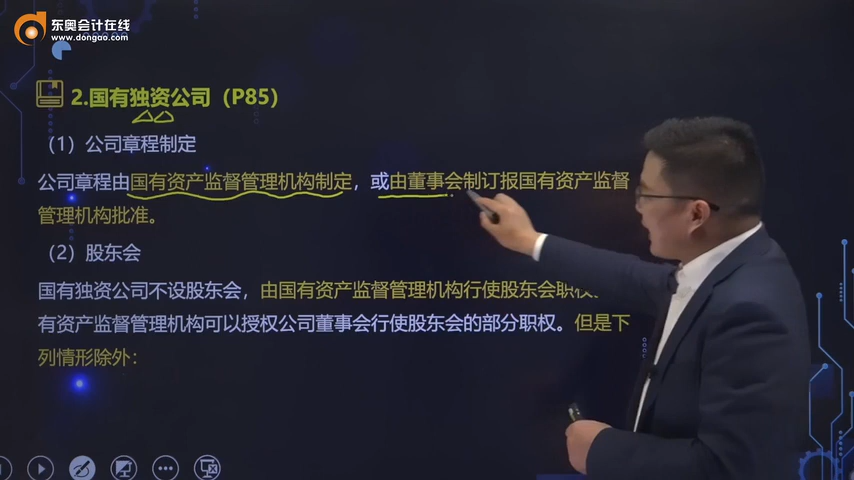 东奥会计在线
www.dongao.com
2.国有独资公司（P85）
（1）公司章程制定
公司章程由国有资产监督管理机构制定，或由董事会制订报国有资产监督
管理机构批准。
（2）股东会
国有独资公司不设股东会，由国有资产监督管理机构行使股东会职权
有资产监督管理机构可以授权公司董事会行使股东会的部分职权。但是下
列情形除外：